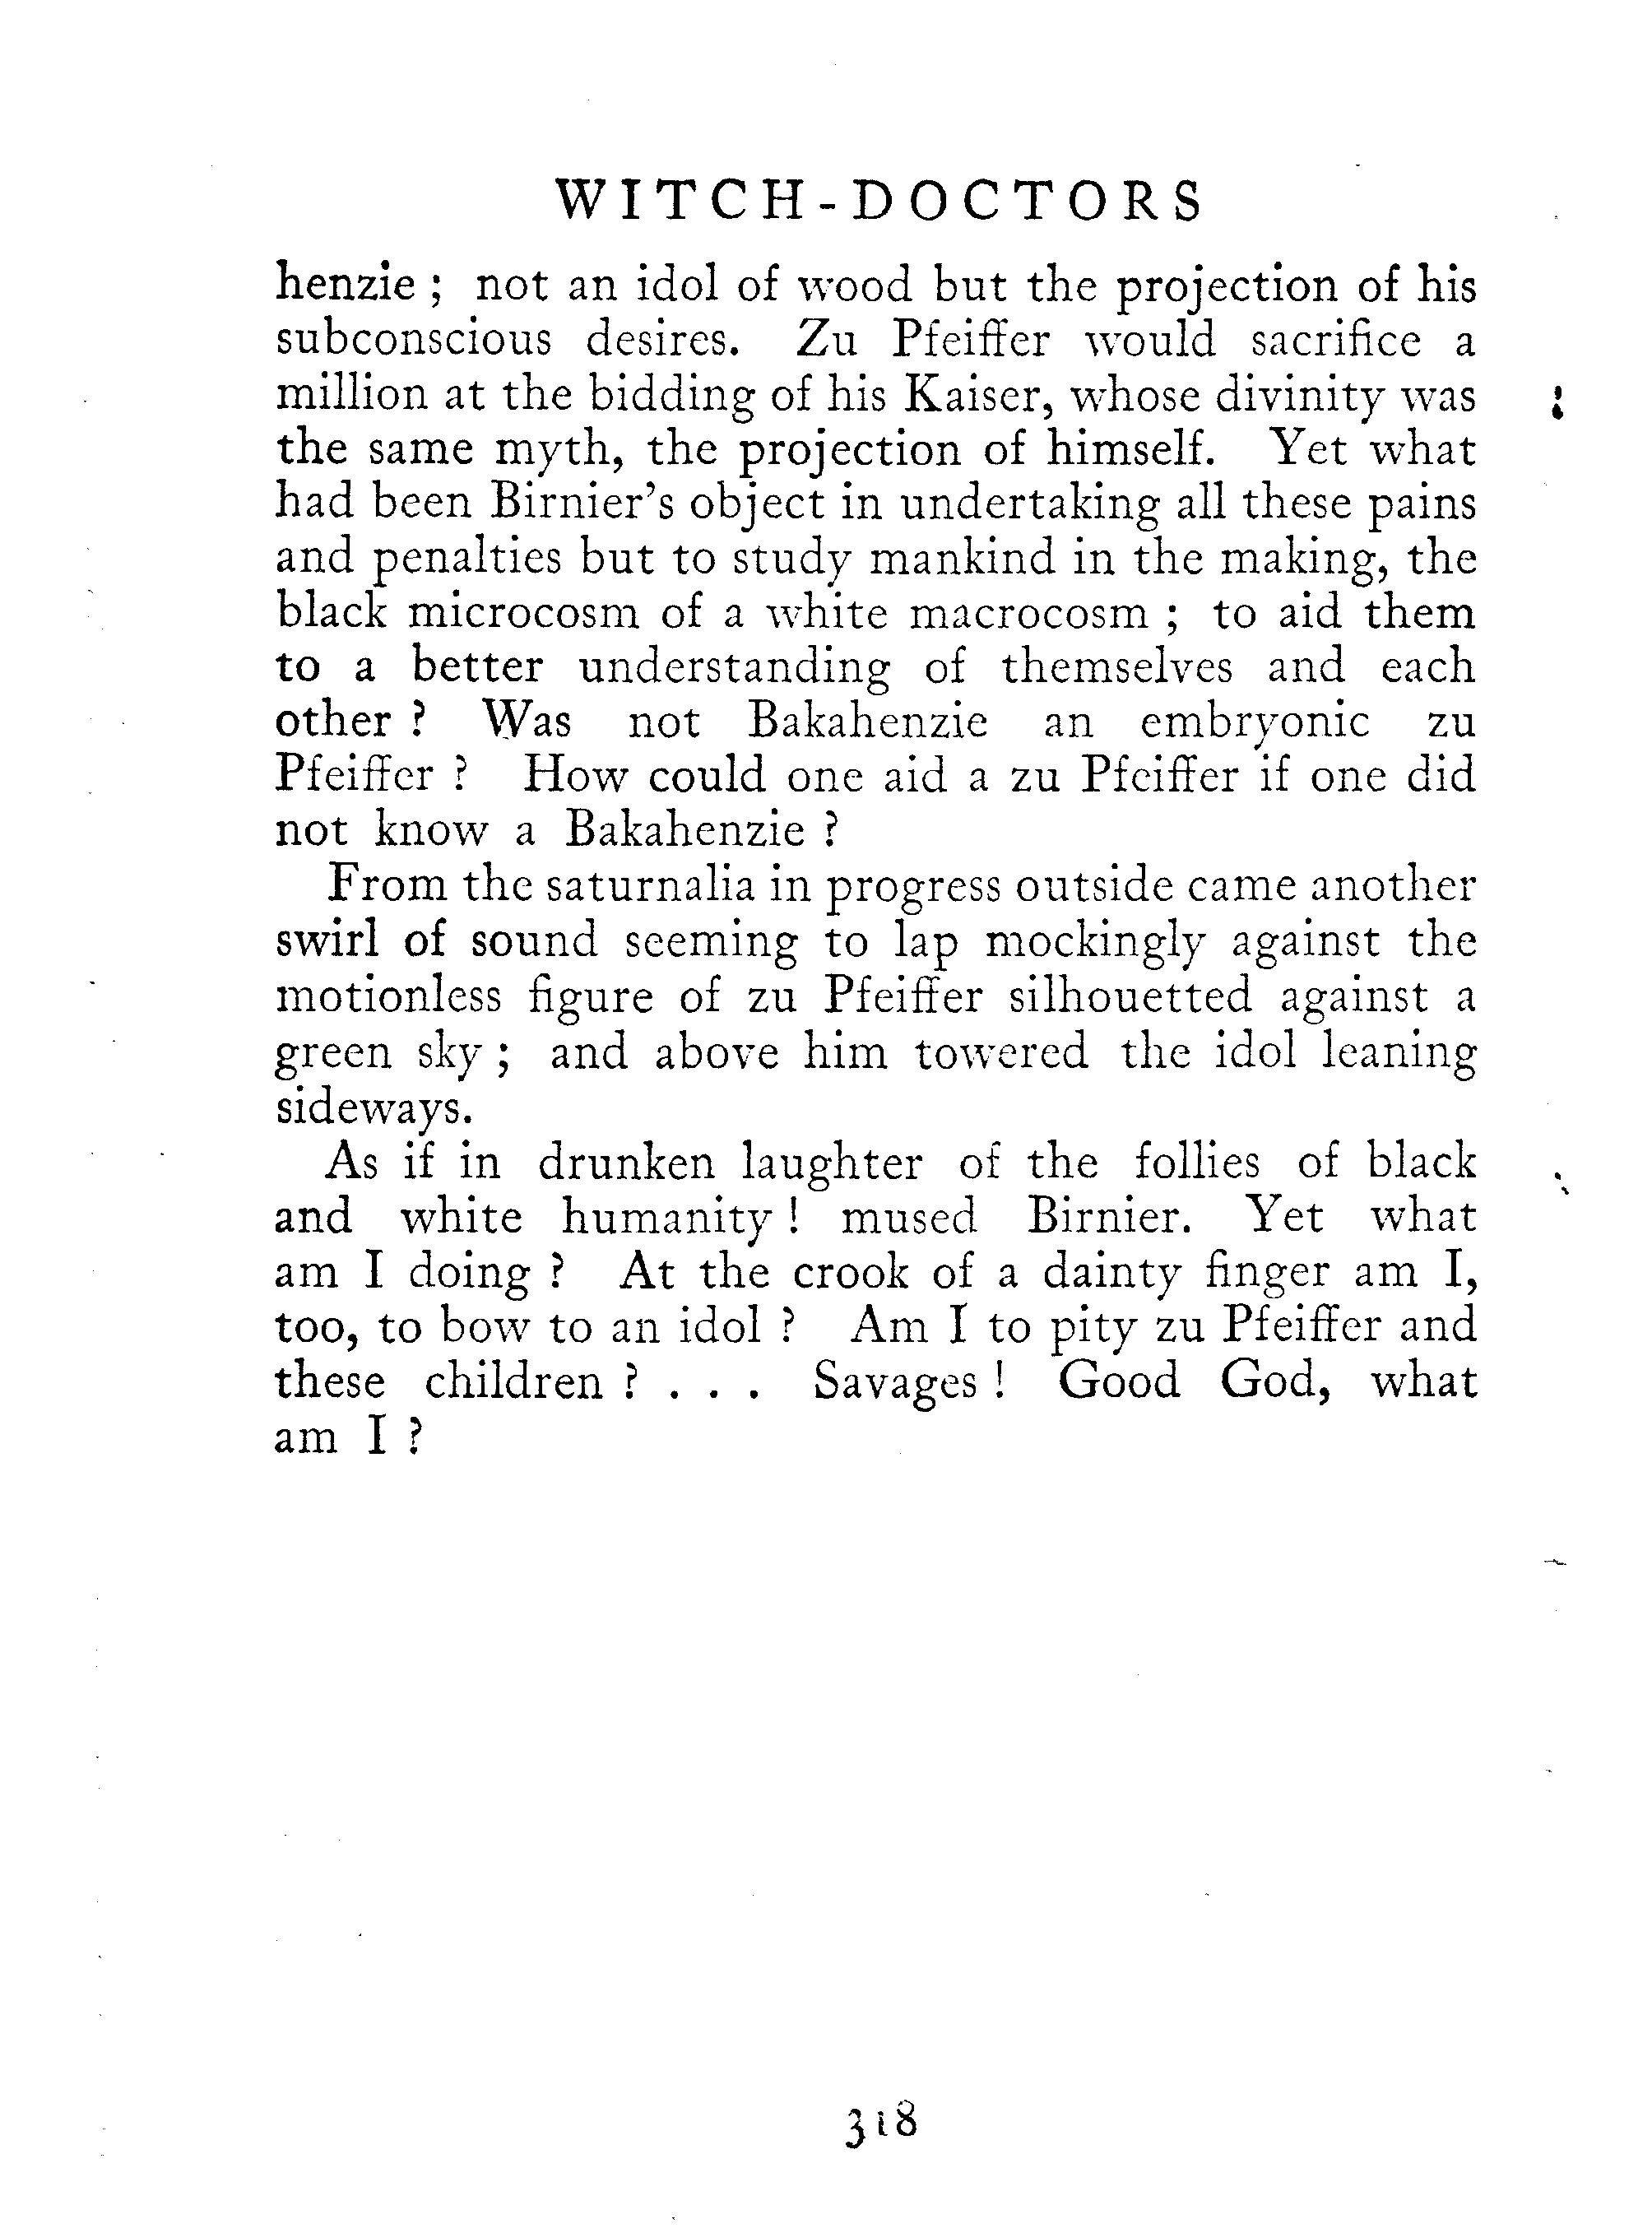 WITCH-DOCTORS
henzie ; not an idol of wood but the projection of his
subconscious desires. Zu Pfeiffer would sacrifice a
million at the bidding of his Kaiser, whose divinity was
the same myth, the projection of himself. Yet what
had been Birnier's object in undertaking all these pains
and penalties but to study mankind in the making, the
black microcosm of a white macrocosm ; to aid them
to a better understanding of themselves and each
other ? Was not Bakahenzie an embryonic zu
Pfeiffer ? How could one aid a zu Pfeiffer if one did
not know a Bakahenzie ?
From the saturnalia in progress outside came another
swirl of sound seeming to lap mockingly against the
motionless figure of zu Pfeiffer silhouetted against a
green sky ; and above him towered the idol leaning
sideways.
As if in drunken laughter of the follies of black
and white humanity ! mused Birnier. Yet what
am I doing ? At the crook of a dainty finger am I,
too, to bow to an idol ? Am I to pity zu Pfeiffer and
these children ? . . . Savages ! Good God, what
am I ?
318